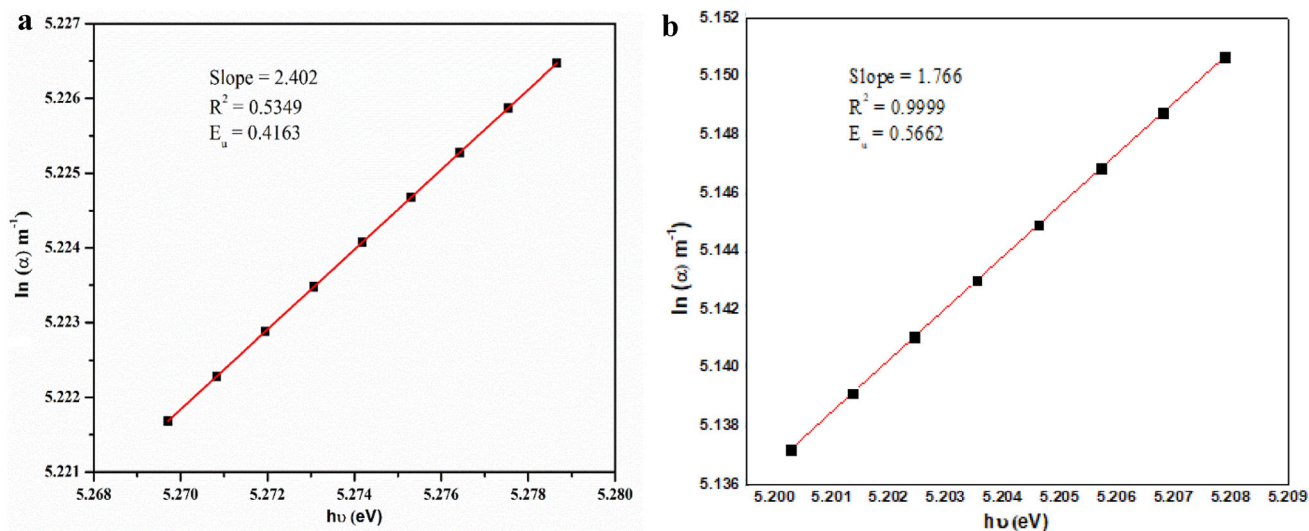 a
5.227
5.226
5.225
5.224
5.223
5.222
5.221
ln (α) m⁻¹
Slope = 2.402
R² = 0.5349
Eᵤ = 0.4163
5.268
5.270
5.272
5.274
5.276
5.278
5.280
hυ (eV)
b
5.152
5.150
5.148
5.146
5.144
5.142
5.140
5.138
5.136
ln (α) m⁻¹
Slope = 1.766
R² = 0.9999
Eᵤ = 0.5662
5.200
5.201
5.202
5.203
5.204
5.205
5.206
5.207
5.208
5.209
hυ (eV)